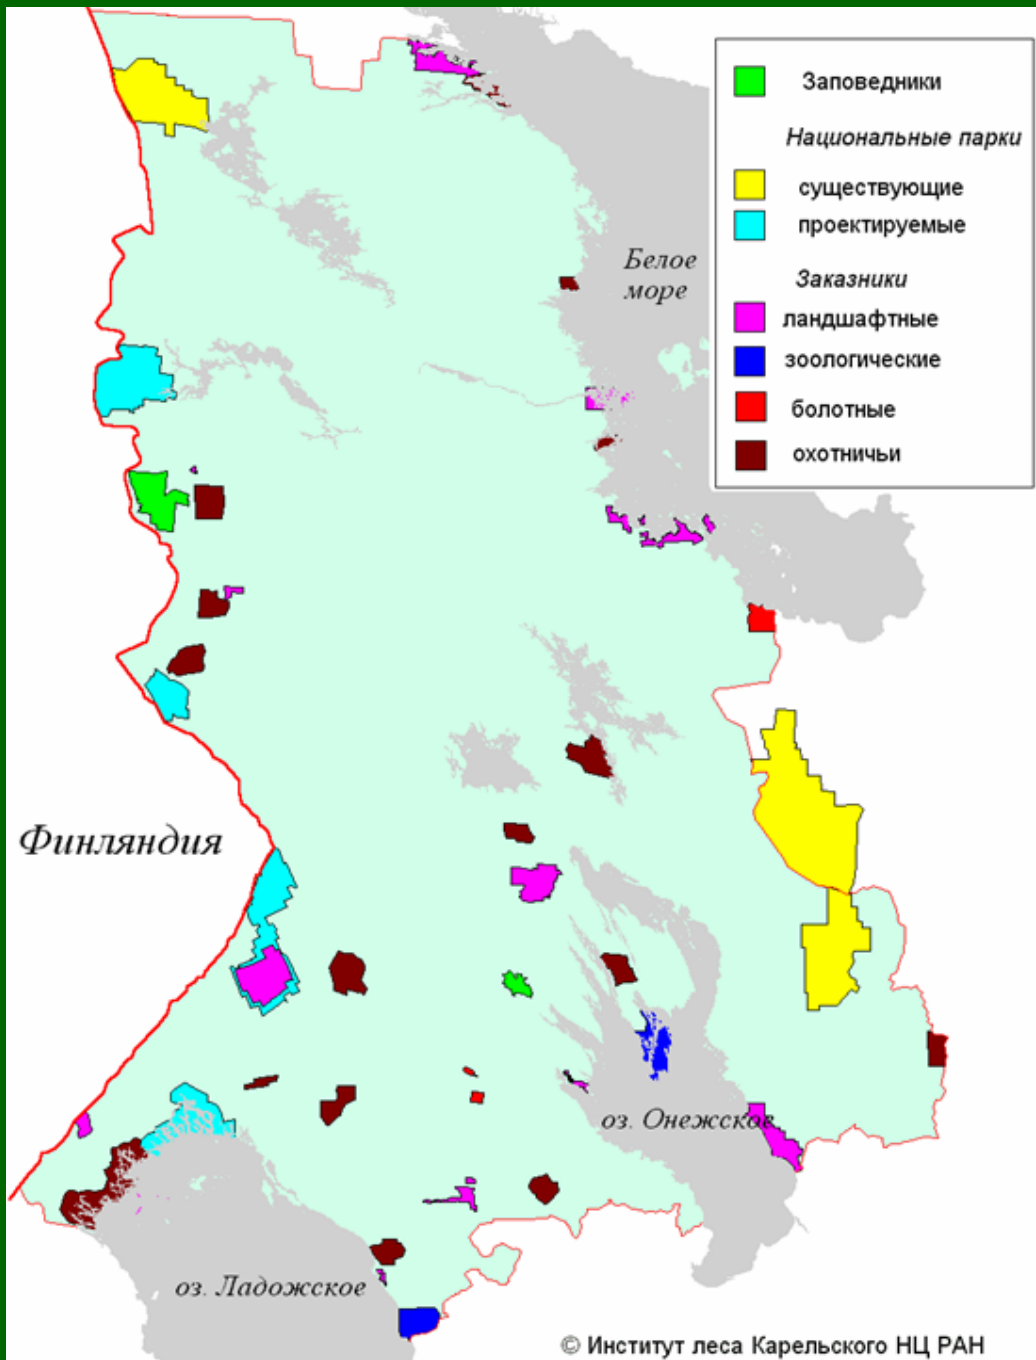 Заповедники
Национальные парки
существующие
проектируемые
Заказники
ландшафтные
зоологические
болотные
охотничьи
Белое
море
Финляндия
оз. Онежское
оз. Ладожское
© Институт леса Карельского НЦ РАН